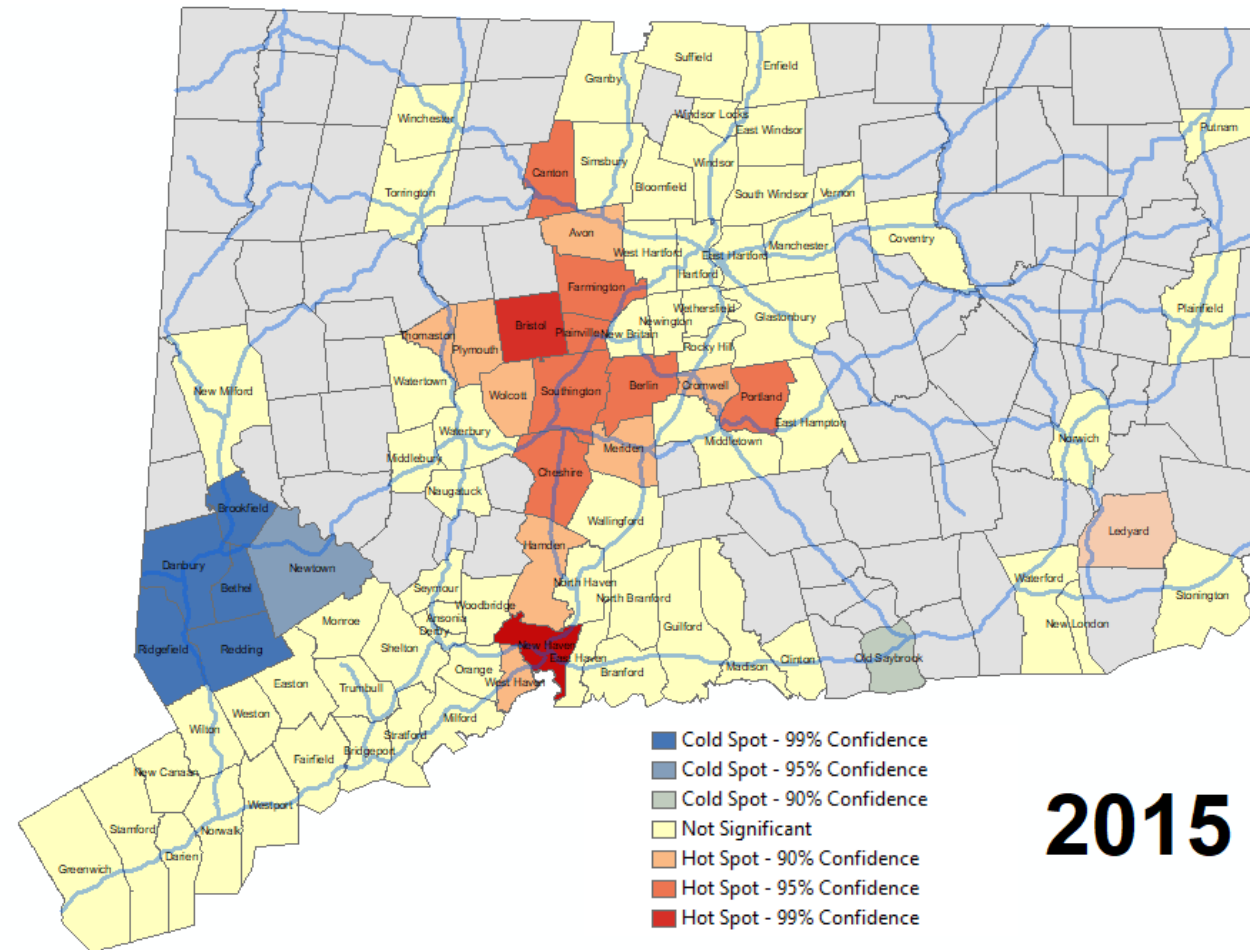 Suffield
Enfield
Granby
Winchester
Windsor Locks
East Windsor
Putnam
Canton
Simsbury
Windsor
Torrington
Bloomfield
South Windsor
Vernon
Avon
West Hartford
East Hartford
Manchester
Coventry
Hartford
Farmington
Wethersfield
Glastonbury
Plainfield
Newington
Bristol
Plainville
New Britain
Thomaston
Plymouth
Rocky Hill
Watertown
New Milford
Wolcott
Southington
Berlin
Cromwell
Portland
East Hampton
Waterbury
Middletown
Norwich
Meriden
Middlebury
Cheshire
Naugatuck
Brookfield
Wallingford
Ledyard
Hamden
Danbury
Newtown
Bethel
Waterford
North Haven
Seymour
Stonington
North Branford
Woodbridge
Ansonia
Monroe
New London
Derby
Guilford
Ridgefield
Redding
Shelton
New Haven
East Haven
Old Saybrook
Orange
Branford
Madison
Clinton
Easton
Trumbull
West Haven
Weston
Milford
Wilton
Stratford
Bridgeport
Fairfield
New Canaan
Westport
Stamford
Norwalk
Darien
Greenwich
Cold Spot - 99% Confidence
Cold Spot - 95% Confidence
Cold Spot - 90% Confidence
Not Significant
Hot Spot - 90% Confidence
Hot Spot - 95% Confidence
Hot Spot - 99% Confidence
2015